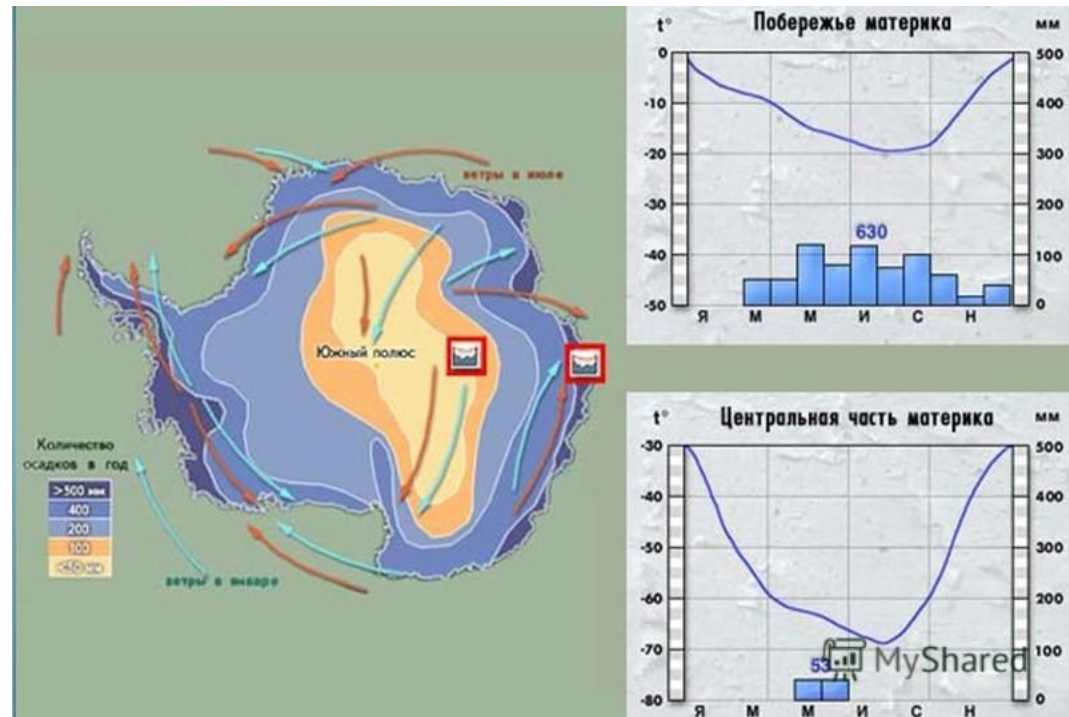 ветры в июле
Южный полюс
Количество
осадков в год
>500 мм
400
200
100
<50 мм
ветры в январе
t° Побережье материка мм
0
-10
-20
-30
-40
-50
500
400
300
200
100
0
630
Я М М И С Н
t° Центральная часть материка мм
-30
-40
-50
-60
-70
-80
500
400
300
200
100
0
53
MyShared
Я М М И С Н